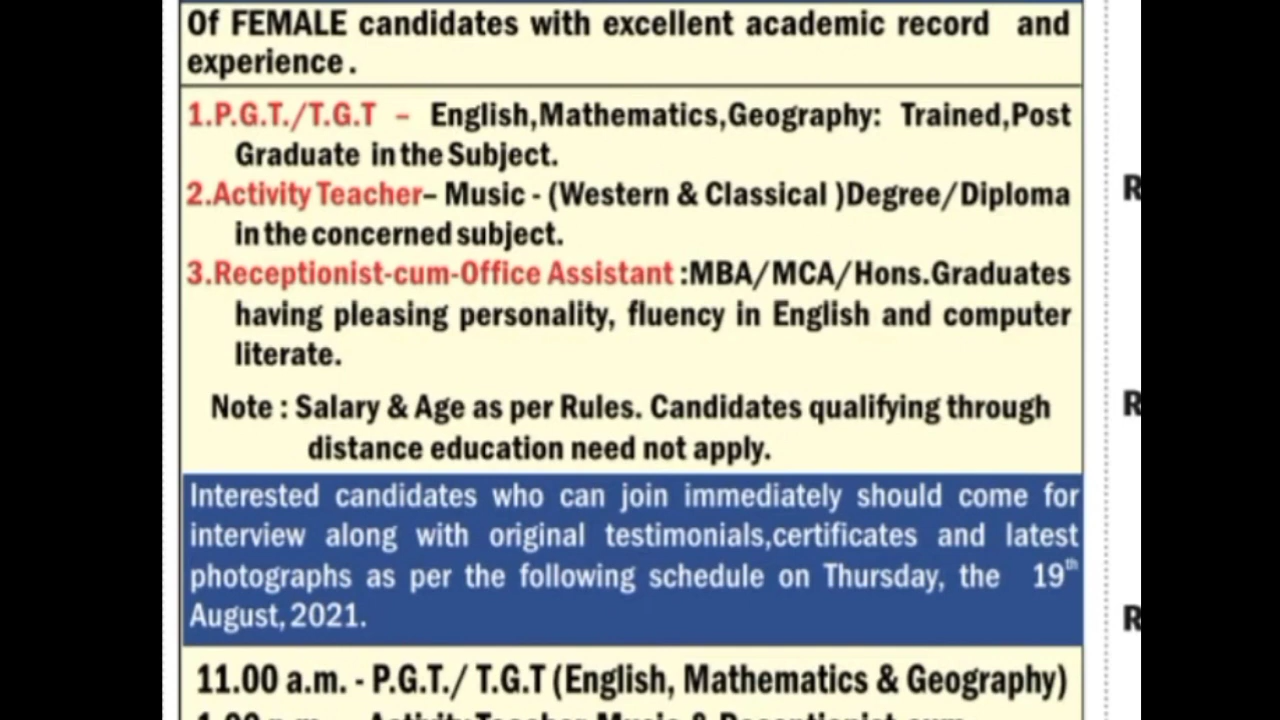 Of FEMALE candidates with excellent academic record and
experience.
1.P.G.T./T.G.T – English,Mathematics,Geography: Trained,Post
Graduate in the Subject.
2.Activity Teacher– Music - (Western & Classical )Degree/Diploma
in the concerned subject.
3.Receptionist-cum-Office Assistant :MBA/MCA/Hons.Graduates
having pleasing personality, fluency in English and computer
literate.
Note : Salary & Age as per Rules. Candidates qualifying through
distance education need not apply.
Interested candidates who can join immediately should come for
interview along with original testimonials,certificates and latest
photographs as per the following schedule on Thursday, the 19th
August, 2021.
11.00 a.m. - P.G.T./ T.G.T (English, Mathematics & Geography)
R
R
R